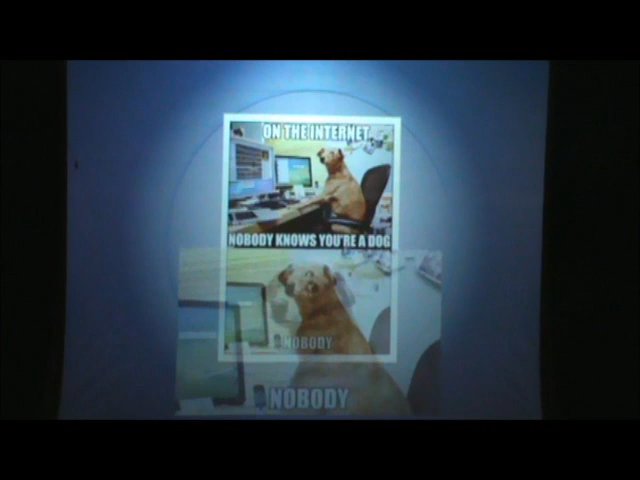 ON THE INTERNET
NOBODY KNOWS YOU'RE A DOG
NOBODY
NOBODY